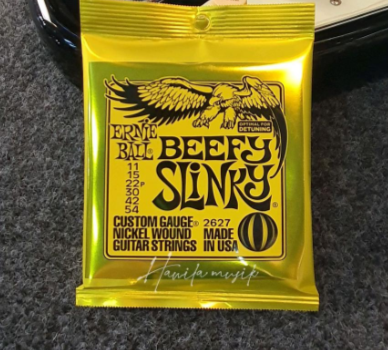 OPTIMAL FOR
DETUNING
ERNIE
BALL®
BEEFY
SLINKY®
11
15
22P
30
42
54
CUSTOM GAUGE® 2627
NICKEL WOUND MADE
GUITAR STRINGS IN USA
Hanila musik